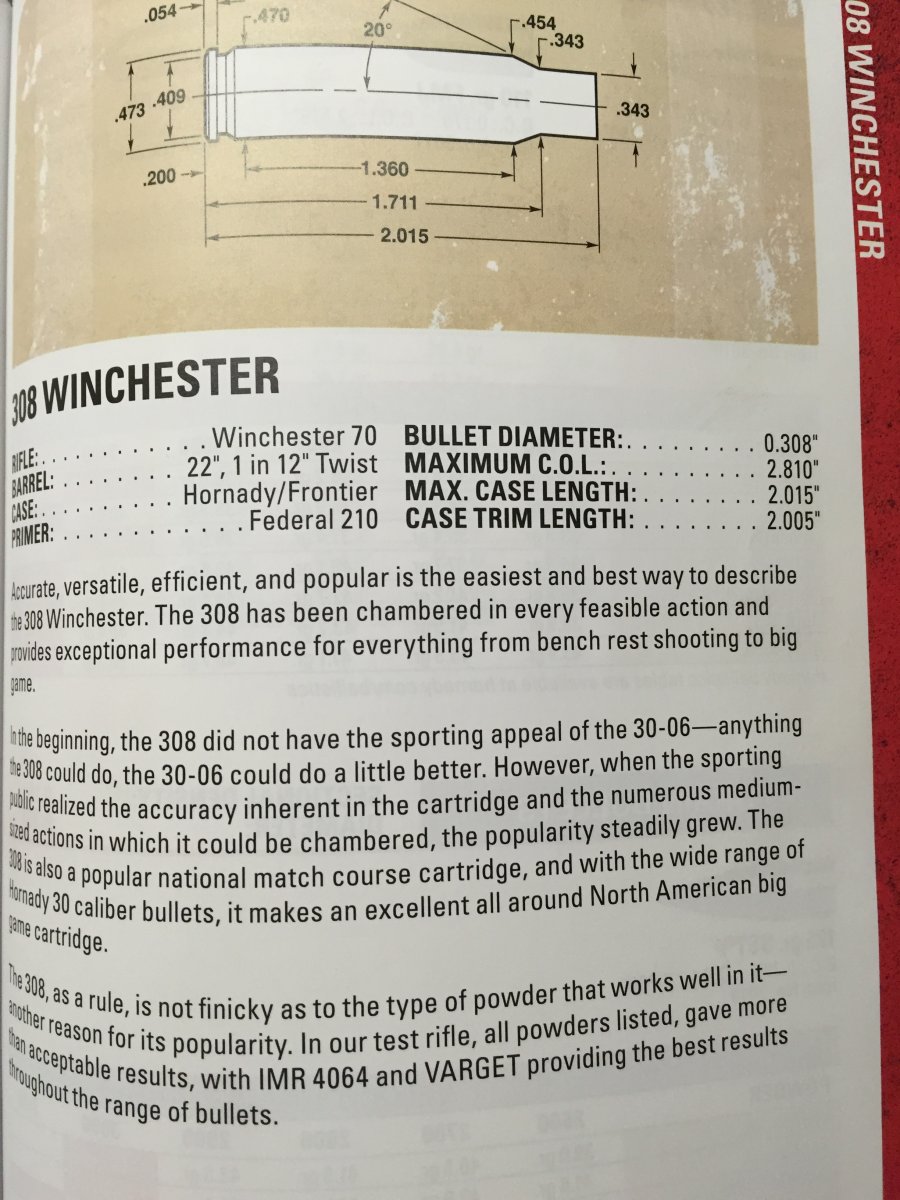 .054
.470
20°
.454
.343
.473
.409
.343
.200
1.360
1.711
2.015
08 WINCHESTER
308 WINCHESTER
RIFLE: . . . . . . . . . . . . Winchester 70
BARREL: . . . . . . . . 22", 1 in 12" Twist
CASE: . . . . . . . . . . Hornady/Frontier
PRIMER: . . . . . . . . . . . . . Federal 210
BULLET DIAMETER: . . . . . . . . 0.308"
MAXIMUM C.O.L.: . . . . . . . . . 2.810"
MAX. CASE LENGTH: . . . . . . . 2.015"
CASE TRIM LENGTH: . . . . . . . . 2.005"
Accurate, versatile, efficient, and popular is the easiest and best way to describe
the 308 Winchester. The 308 has been chambered in every feasible action and
provides exceptional performance for everything from bench rest shooting to big
game.
In the beginning, the 308 did not have the sporting appeal of the 30-06—anything
the 308 could do, the 30-06 could do a little better. However, when the sporting
public realized the accuracy inherent in the cartridge and the numerous medium-
sized actions in which it could be chambered, the popularity steadily grew. The
308 is also a popular national match course cartridge, and with the wide range of
Hornady 30 caliber bullets, it makes an excellent all around North American big
game cartridge.
The 308, as a rule, is not finicky as to the type of powder that works well in it—
another reason for its popularity. In our test rifle, all powders listed, gave more
than acceptable results, with IMR 4064 and VARGET providing the best results
throughout the range of bullets.